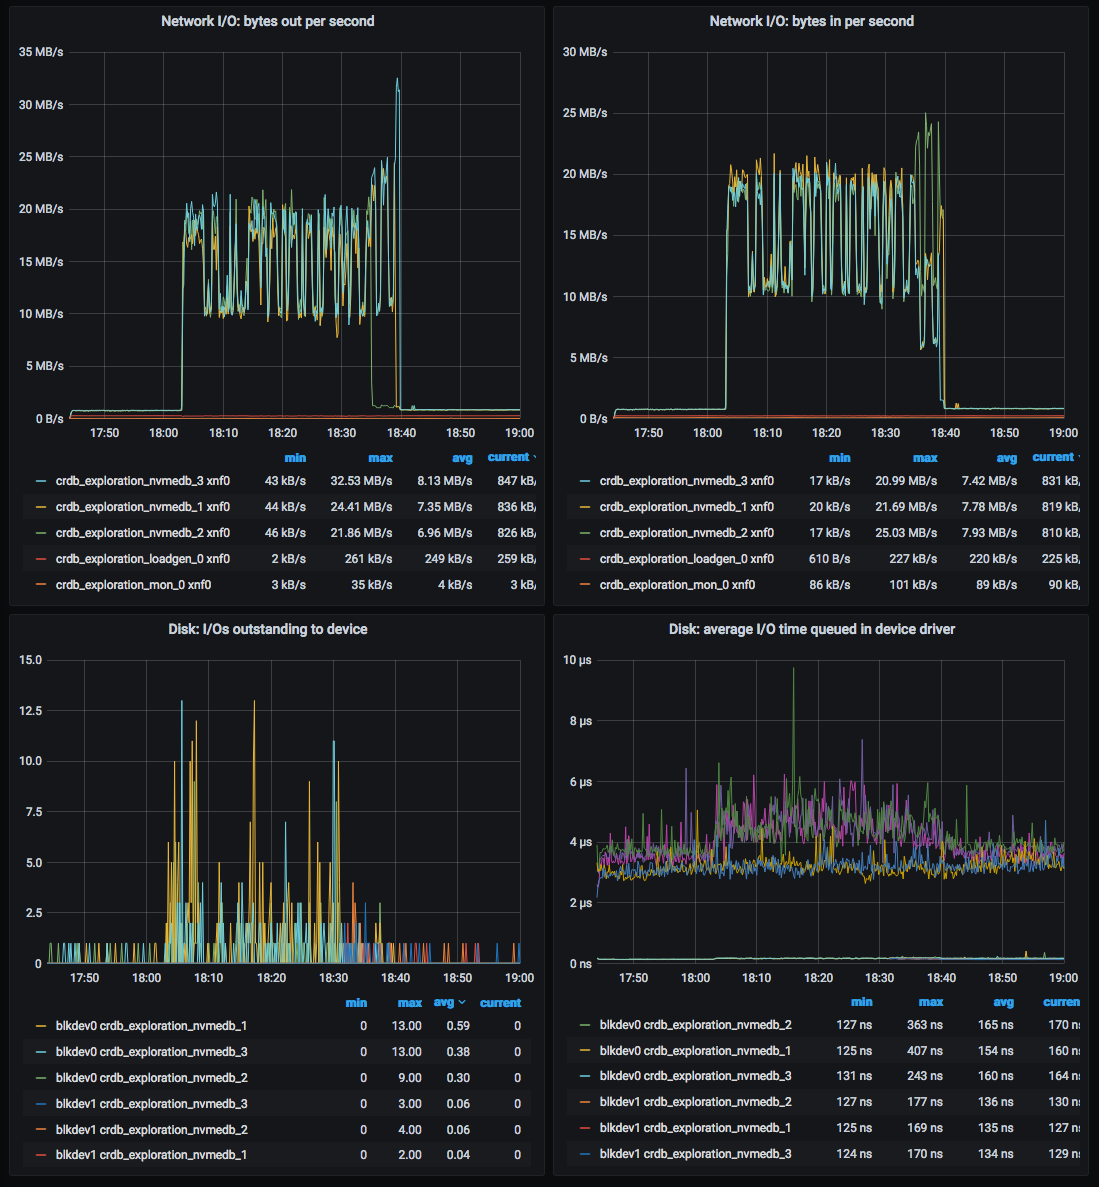 Network I/O: bytes out per second
35 MB/s
30 MB/s
25 MB/s
20 MB/s
15 MB/s
10 MB/s
5 MB/s
0 B/s
17:50 18:00 18:10 18:20 18:30 18:40 18:50 19:00
min max avg current
crdb_exploration_nvmedb_3 xnf0 43 kB/s 32.53 MB/s 8.13 MB/s 847 kB/
crdb_exploration_nvmedb_1 xnf0 44 kB/s 24.41 MB/s 7.35 MB/s 836 kB/
crdb_exploration_nvmedb_2 xnf0 46 kB/s 21.86 MB/s 6.96 MB/s 826 kB/
crdb_exploration_loadgen_0 xnf0 2 kB/s 261 kB/s 249 kB/s 259 kB/
crdb_exploration_mon_0 xnf0 3 kB/s 35 kB/s 4 kB/s 3 kB/
Network I/O: bytes in per second
30 MB/s
25 MB/s
20 MB/s
15 MB/s
10 MB/s
5 MB/s
0 B/s
17:50 18:00 18:10 18:20 18:30 18:40 18:50 19:00
min max avg current
crdb_exploration_nvmedb_3 xnf0 17 kB/s 20.99 MB/s 7.42 MB/s 831 kB/
crdb_exploration_nvmedb_1 xnf0 20 kB/s 21.69 MB/s 7.78 MB/s 819 kB/
crdb_exploration_nvmedb_2 xnf0 17 kB/s 25.03 MB/s 7.93 MB/s 810 kB/
crdb_exploration_loadgen_0 xnf0 610 B/s 227 kB/s 220 kB/s 225 kB/
crdb_exploration_mon_0 xnf0 86 kB/s 101 kB/s 89 kB/s 90 kB/
Disk: I/Os outstanding to device
15.0
12.5
10.0
7.5
5.0
2.5
0
17:50 18:00 18:10 18:20 18:30 18:40 18:50 19:00
min max avg current
blkdev0 crdb_exploration_nvmedb_1 0 13.00 0.59 0
blkdev0 crdb_exploration_nvmedb_3 0 13.00 0.38 0
blkdev0 crdb_exploration_nvmedb_2 0 9.00 0.30 0
blkdev1 crdb_exploration_nvmedb_3 0 3.00 0.06 0
blkdev1 crdb_exploration_nvmedb_2 0 4.00 0.06 0
blkdev1 crdb_exploration_nvmedb_1 0 2.00 0.04 0
Disk: average I/O time queued in device driver
10 µs
8 µs
6 µs
4 µs
2 µs
0 ns
17:50 18:00 18:10 18:20 18:30 18:40 18:50 19:00
min max avg curren
blkdev0 crdb_exploration_nvmedb_2 127 ns 363 ns 165 ns 170 n
blkdev0 crdb_exploration_nvmedb_1 125 ns 407 ns 154 ns 160 n
blkdev0 crdb_exploration_nvmedb_3 131 ns 243 ns 160 ns 164 n
blkdev1 crdb_exploration_nvmedb_2 127 ns 177 ns 136 ns 130 n
blkdev1 crdb_exploration_nvmedb_1 125 ns 169 ns 135 ns 127 n
blkdev1 crdb_exploration_nvmedb_3 124 ns 170 ns 134 ns 129 n